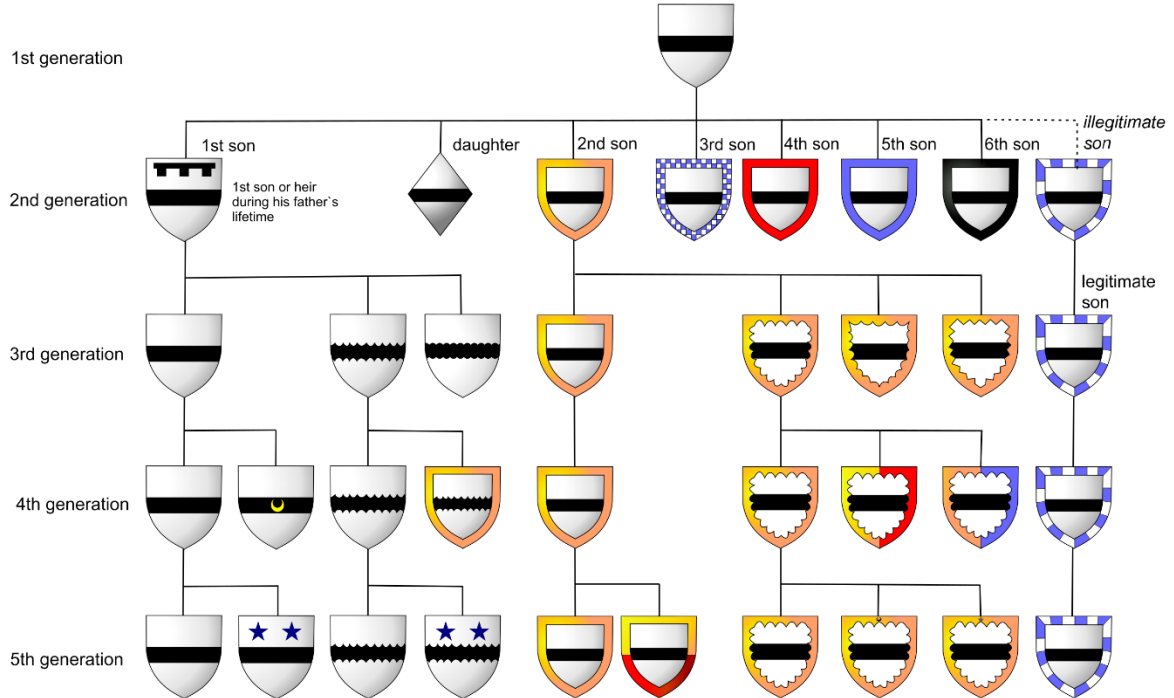 1st generation
illegitimate
son
1st son
daughter
2nd son
3rd son
4th son
5th son
6th son
2nd generation
1st son or heir
during his father`s
lifetime
legitimate
son
3rd generation
4th generation
5th generation